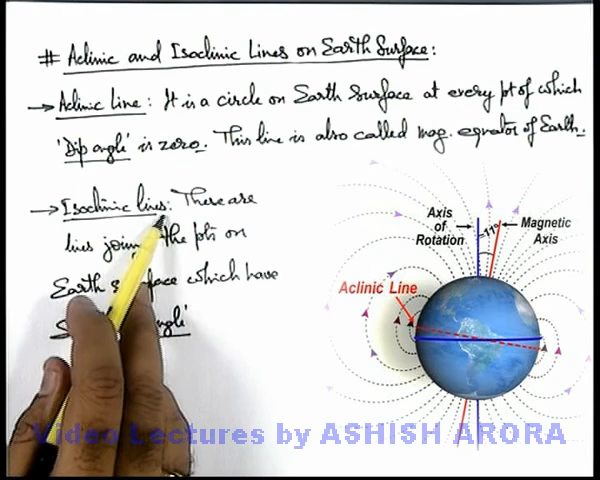 # Aclinic and Isoclinic Lines on Earth Surface:
→ Aclinic Line: It is a circle on Earth Surface at every pt of which
'Dip angle' is zero. This line is also called mag. equator of Earth.
→ Isoclinic lines: There are
lines joining the pts on
Earth surface which have
angle'
Axis
of
Rotation
~11°
Magnetic
Axis
Aclinic Line
Video Lectures by ASHISH ARORA